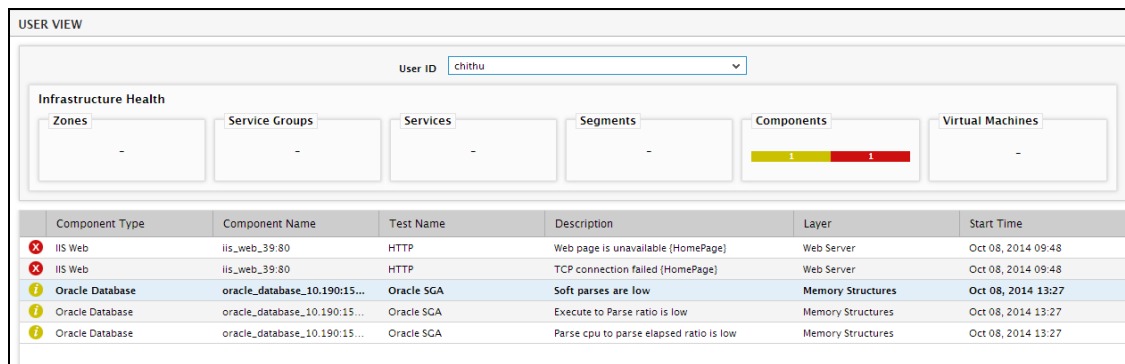 USER VIEW
User ID chithu
Infrastructure Health
Zones Service Groups Services Segments Components Virtual Machines
- - - - 1 1 -
Component Type Component Name Test Name Description Layer Start Time
IIS Web iis_web_39:80 HTTP Web page is unavailable {HomePage} Web Server Oct 08, 2014 09:48
IIS Web iis_web_39:80 HTTP TCP connection failed {HomePage} Web Server Oct 08, 2014 09:48
Oracle Database oracle_database_10.190:15... Oracle SGA Soft parses are low Memory Structures Oct 08, 2014 13:27
Oracle Database oracle_database_10.190:15... Oracle SGA Execute to Parse ratio is low Memory Structures Oct 08, 2014 13:27
Oracle Database oracle_database_10.190:15... Oracle SGA Parse cpu to parse elapsed ratio is low Memory Structures Oct 08, 2014 13:27